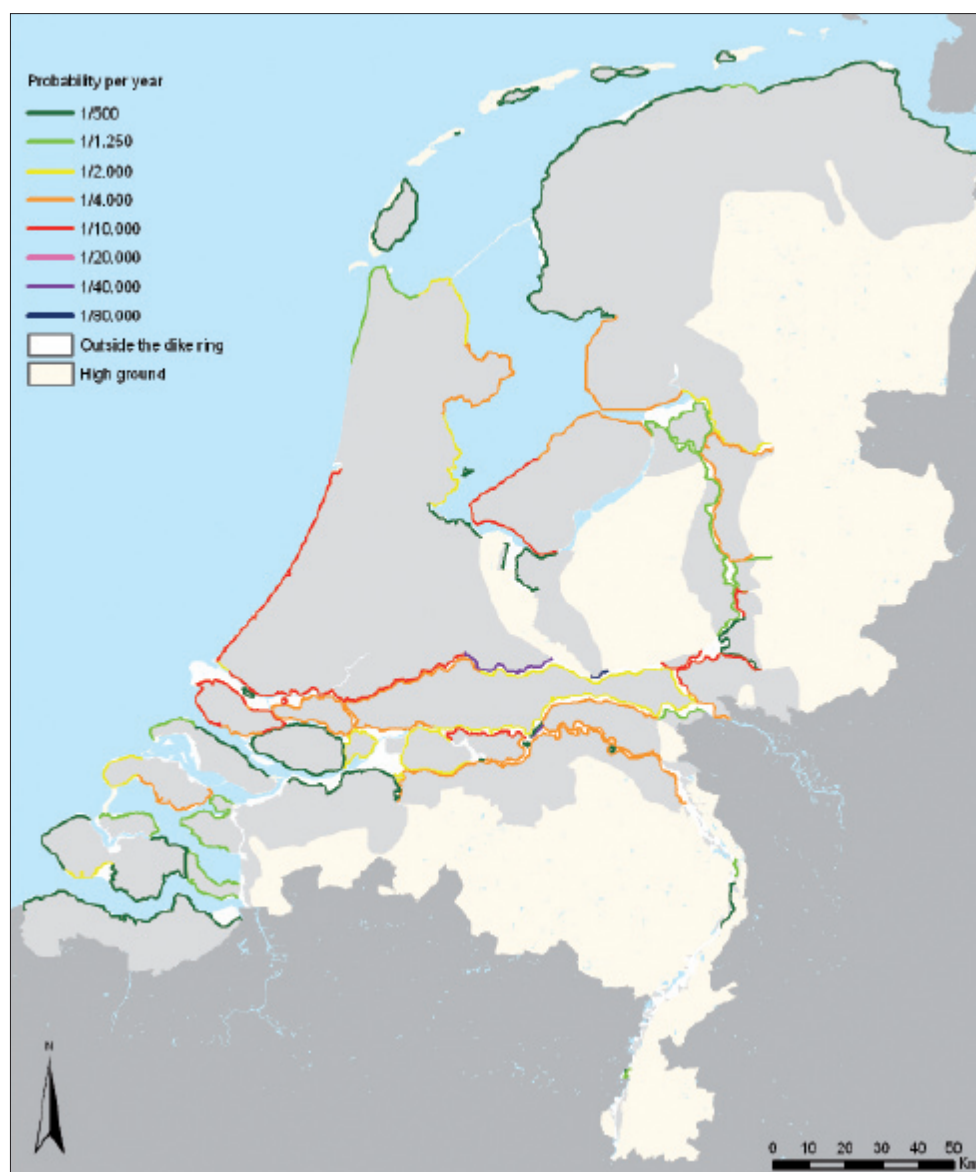 Probability per year
1/500
1/1.250
1/2.000
1/4.000
1/10.000
1/20.000
1/40.000
1/80.000
Outside the dike ring
High ground
N
0 10 20 30 40 50
Km